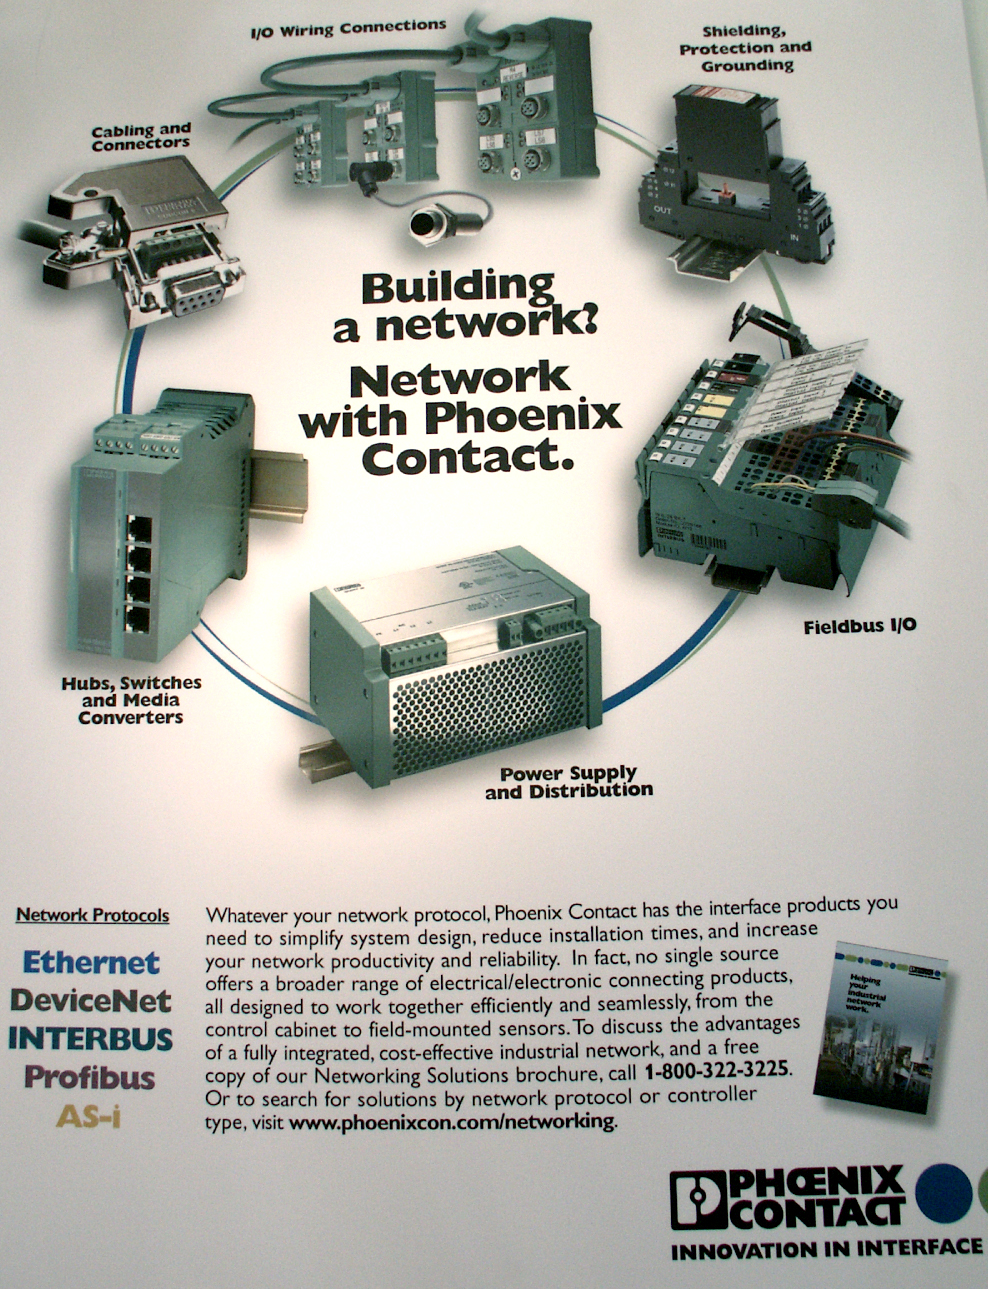 I/O Wiring Connections
Shielding,
Protection and
Grounding
Cabling and
Connectors
OUT
IN
Building
a network?
Network
with Phoenix
Contact.
Fieldbus I/O
Hubs, Switches
and Media
Converters
Power Supply
and Distribution
Network Protocols
Ethernet
DeviceNet
INTERBUS
Profibus
AS-i
Whatever your network protocol, Phoenix Contact has the interface products you
need to simplify system design, reduce installation times, and increase
your network productivity and reliability. In fact, no single source
offers a broader range of electrical/electronic connecting products,
all designed to work together efficiently and seamlessly, from the
control cabinet to field-mounted sensors. To discuss the advantages
of a fully integrated, cost-effective industrial network, and a free
copy of our Networking Solutions brochure, call 1-800-322-3225.
Or to search for solutions by network protocol or controller
type, visit www.phoenixcon.com/networking.
Helping
your
industrial
network
work.
PHŒNIX
CONTACT
INNOVATION IN INTERFACE